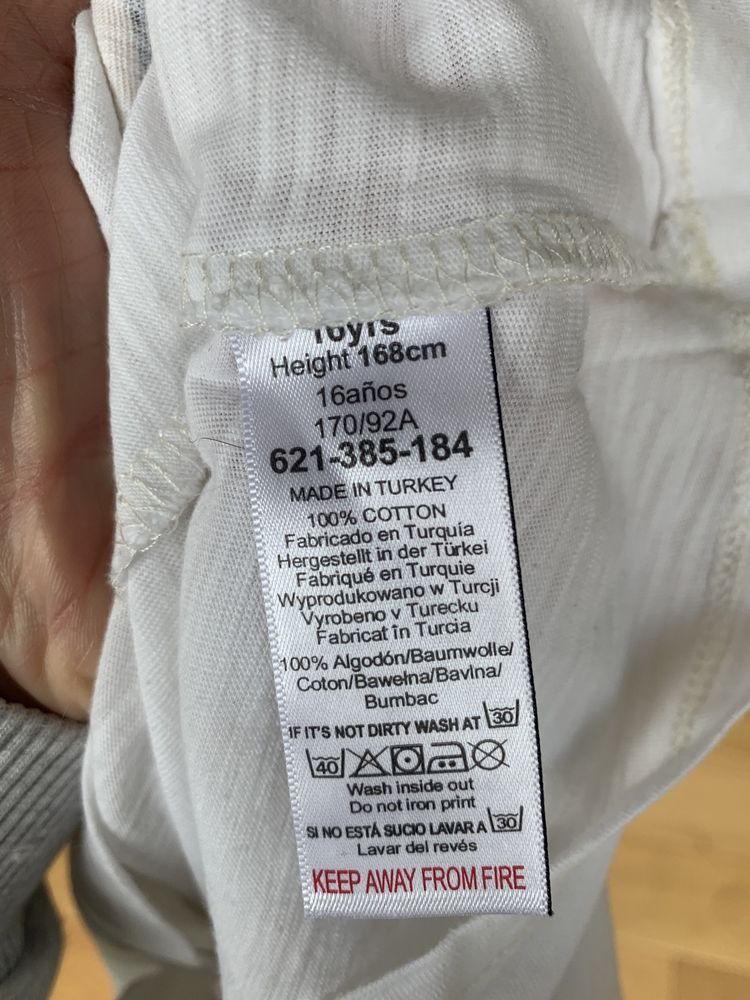 16yrs
Height 168cm
16años
170/92A
621-385-184
MADE IN TURKEY
100% COTTON
Fabricado en Turquía
Hergestellt in der Türkei
Fabriqué en Turquie
Wyprodukowano w Turcji
Vyrobeno v Turecku
Fabricat în Turcia
100% Algodón/Baumwolle/
Coton/Bawełna/Bavlna/
Bumbac
IF IT'S NOT DIRTY WASH AT 30
40
Wash inside out
Do not iron print
SI NO ESTÁ SUCIO LAVAR A 30
Lavar del revés
KEEP AWAY FROM FIRE